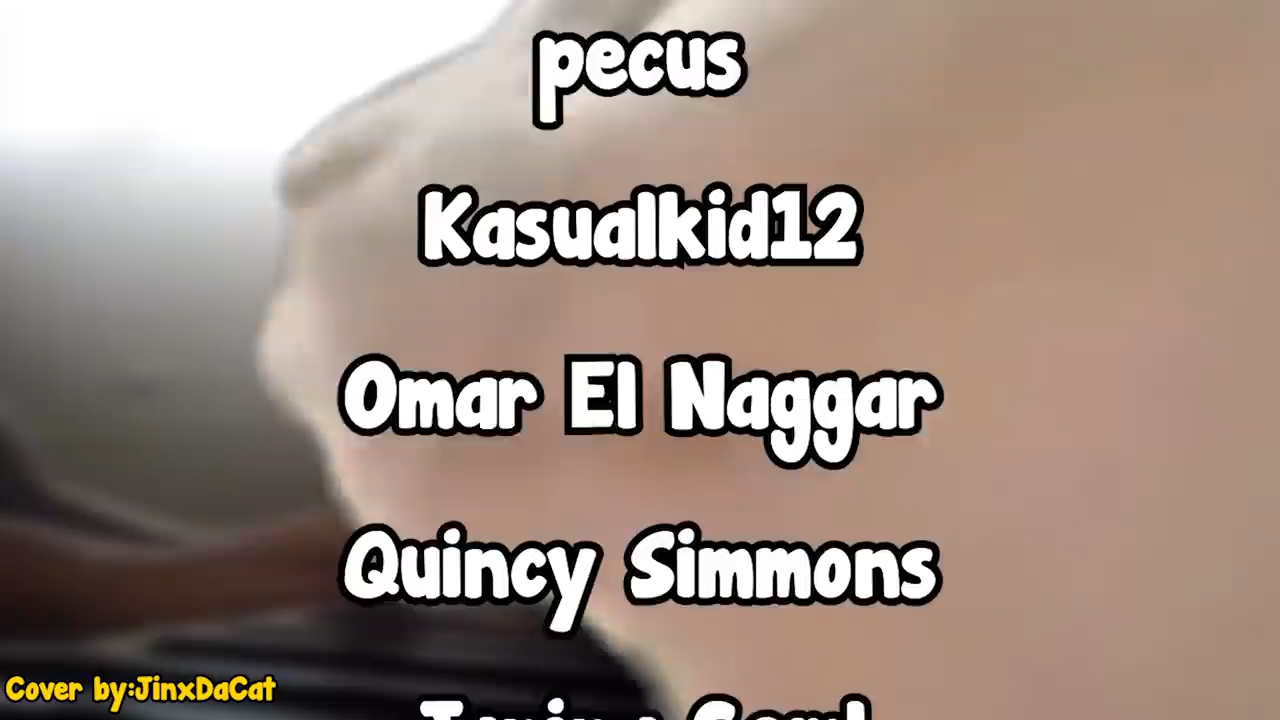 pecus
Kasualkid12
Omar El Naggar
Quincy Simmons
Cover by:JinxDaCat